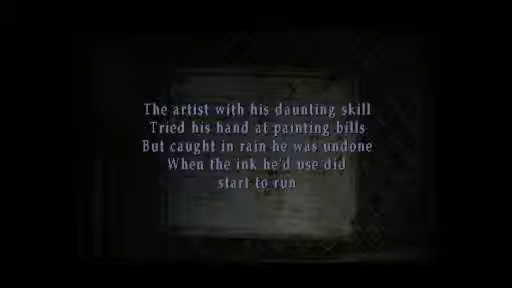 The artist with his daunting skill
Tried his hand at painting bills
But caught in rain he was undone
When the ink he'd use did
start to run